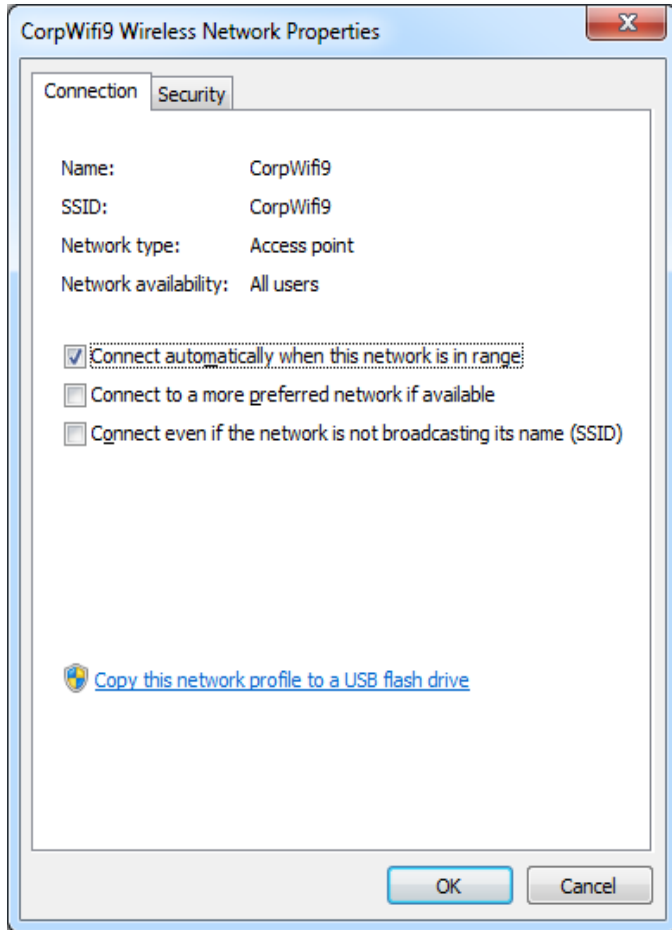 CorpWifi9 Wireless Network Properties
Connection Security
Name: CorpWifi9
SSID: CorpWifi9
Network type: Access point
Network availability: All users
Connect automatically when this network is in range
Connect to a more preferred network if available
Connect even if the network is not broadcasting its name (SSID)
Copy this network profile to a USB flash drive
OK Cancel